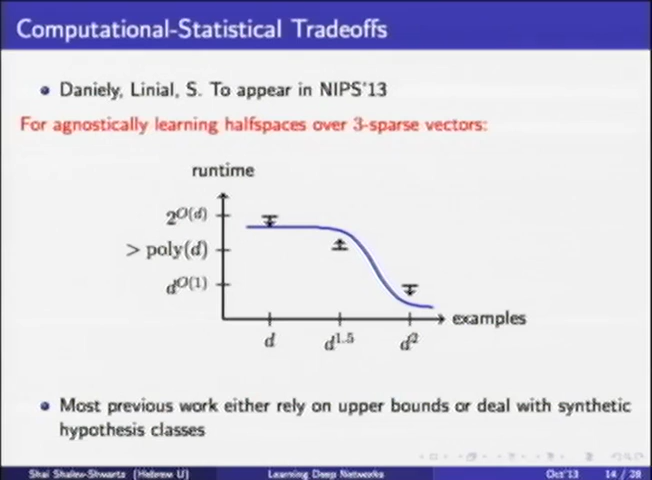 Computational-Statistical Tradeoffs
Daniely, Linial, S. To appear in NIPS'13
For agnostically learning halfspaces over 3-sparse vectors:
runtime
2^{O(d)}
> poly(d)
d^{O(1)}
examples
d d^{1.5} d^2
Most previous work either rely on upper bounds or deal with synthetic
hypothesis classes
Shai Shalev-Shwartz (Hebrew U) Learning Deep Networks Oct'13 14 / 28